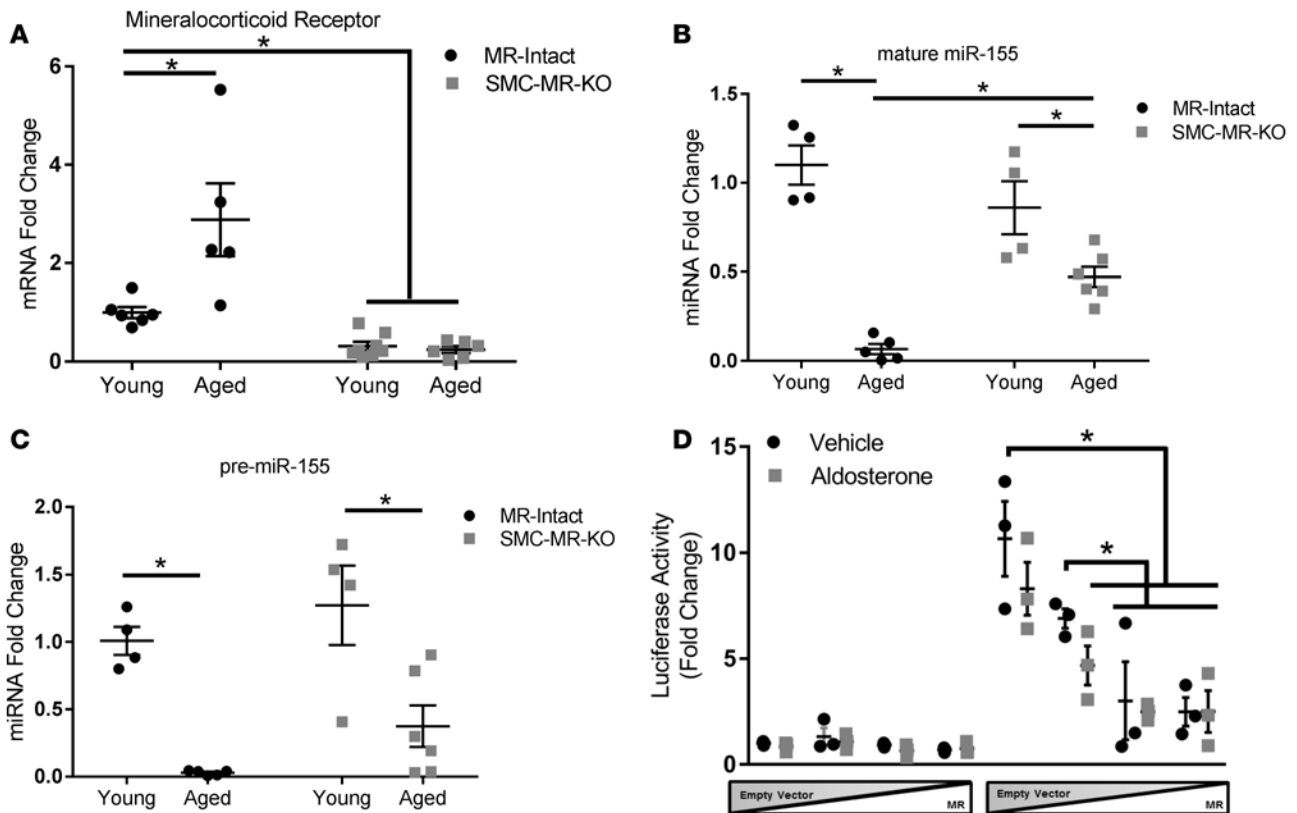 A
Mineralocorticoid Receptor
*
*
MR-Intact
SMC-MR-KO
mRNA Fold Change
6
4
2
0
Young Aged Young Aged
B
mature miR-155
*
*
*
MR-Intact
SMC-MR-KO
miRNA Fold Change
1.5
1.0
0.5
0.0
Young Aged Young Aged
C
pre-miR-155
*
*
MR-Intact
SMC-MR-KO
miRNA Fold Change
2.0
1.5
1.0
0.5
0.0
Young Aged Young Aged
D
Vehicle
Aldosterone
*
*
Luciferase Activity
(Fold Change)
15
10
5
0
Empty Vector MR
Empty Vector MR